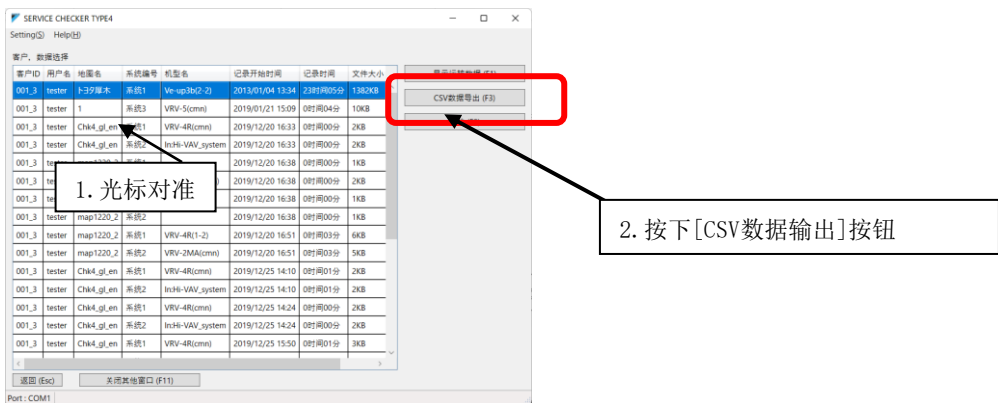 SERVICE CHECKER TYPE4
Setting(S) Help(H)
客户, 数据选择
客户ID 用户名 地图名 系统编号 机型名 记录开始时间 记录时间 文件大小
001_3 tester ﾄﾖﾀ厚木 系统1 Ve-up3b(2-2) 2013/01/04 13:34 23时间05分 1382KB
001_3 tester 1 系统3 VRV-5(cmn) 2019/01/21 15:09 0时间04分 10KB
001_3 tester Chk4_gl_en 系统1 VRV-4R(cmn) 2019/12/20 16:33 0时间00分 2KB
001_3 tester Chk4_gl_en 系统2 In:Hi-VAV_system 2019/12/20 16:33 0时间00分 2KB
001_3 2019/12/20 16:38 0时间00分 1KB
001_3 2019/12/20 16:38 0时间00分 2KB
001_3 2019/12/20 16:38 0时间00分 1KB
001_3 tester map1220_2 系统2 2019/12/20 16:38 0时间00分 1KB
001_3 tester map1220_2 系统1 VRV-4R(1-2) 2019/12/20 16:51 0时间03分 6KB
001_3 tester map1220_2 系统2 VRV-2MA(cmn) 2019/12/20 16:51 0时间03分 5KB
001_3 tester Chk4_gl_en 系统1 VRV-4R(cmn) 2019/12/25 14:10 0时间01分 2KB
001_3 tester Chk4_gl_en 系统2 In:Hi-VAV_system 2019/12/25 14:10 0时间01分 2KB
001_3 tester Chk4_gl_en 系统1 VRV-4R(cmn) 2019/12/25 14:24 0时间00分 2KB
001_3 tester Chk4_gl_en 系统2 In:Hi-VAV_system 2019/12/25 14:24 0时间00分 2KB
001_3 tester Chk4_gl_en 系统1 VRV-4R(cmn) 2019/12/25 15:50 0时间01分 3KB
CSV数据导出 (F3)
1.光标对准
2.按下[CSV数据输出]按钮
返回 (Esc) 关闭其他窗口 (F11)
Port : COM1